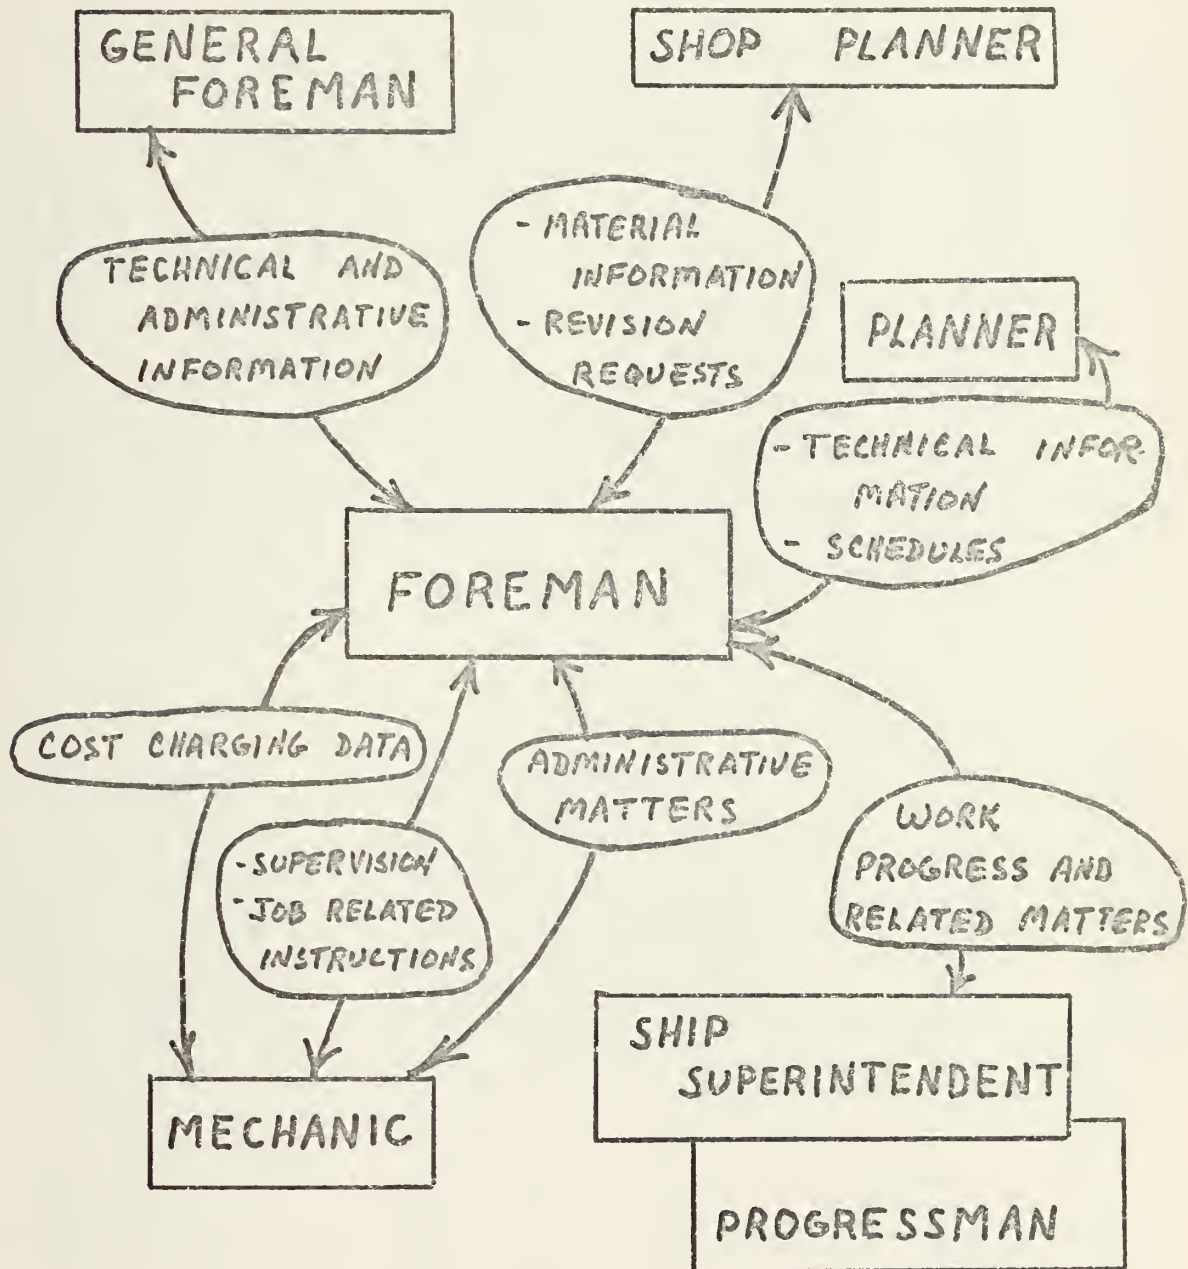 GENERAL
FOREMAN
SHOP PLANNER
TECHNICAL AND
ADMINISTRATIVE
INFORMATION
- MATERIAL
INFORMATION
- REVISION
REQUESTS
PLANNER
- TECHNICAL INFOR-
MATION
- SCHEDULES
FOREMAN
COST CHARGING DATA
- SUPERVISION
- JOB RELATED
INSTRUCTIONS
ADMINISTRATIVE
MATTERS
WORK
PROGRESS AND
RELATED MATTERS
MECHANIC
SHIP
SUPERINTENDENT
PROGRESSMAN